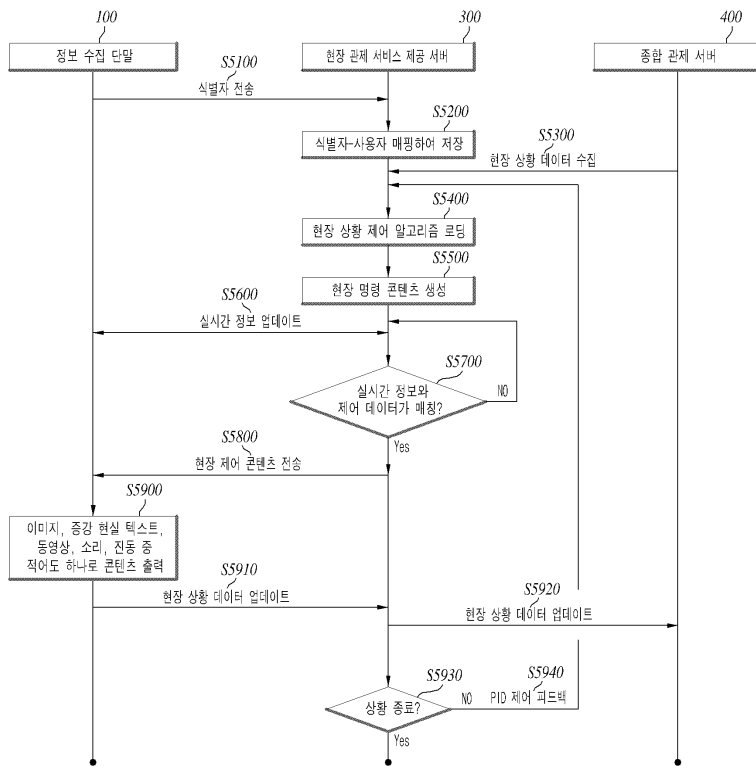 100
300
400
정보 수집 단말
현장 관제 서비스 제공 서버
종합 관제 서버
S5100
식별자 전송
S5200
식별자-사용자 매핑하여 저장
S5300
현장 상황 데이터 수집
S5400
현장 상황 제어 알고리즘 로딩
S5500
현장 명령 콘텐츠 생성
S5600
실시간 정보 업데이트
S5700
실시간 정보와
제어 데이터가 매칭?
NO
Yes
S5800
현장 제어 콘텐츠 전송
S5900
이미지, 증강 현실 텍스트,
동영상, 소리, 진동 중
적어도 하나로 콘텐츠 출력
S5910
현장 상황 데이터 업데이트
S5920
현장 상황 데이터 업데이트
S5930
상황 종료?
NO
S5940
PID 제어 피드백
Yes